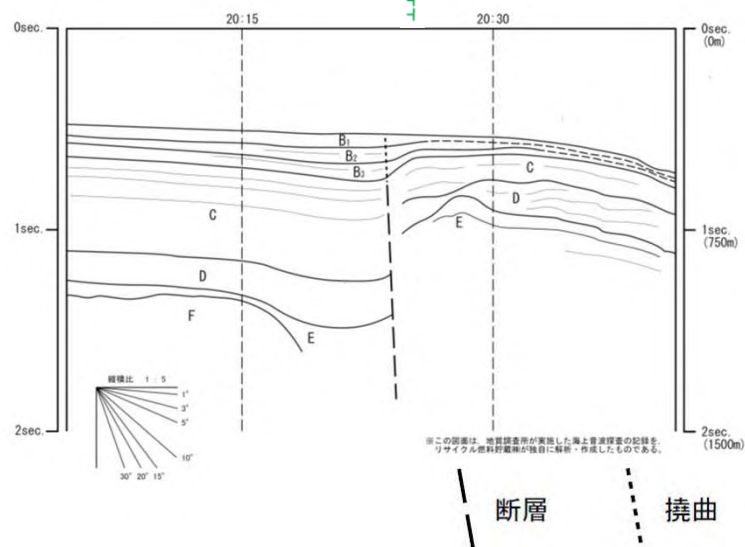 20:15 20:30
0sec. 0sec.
(0m)
B₁
B₂
B₃
C
C
D
E
1sec. 1sec.
(750m)
D
F
E
縦横比 1 : 5
1°
3°
5°
10°
30° 20° 15°
2sec. 2sec.
(1500m)
※この図面は、地質調査所が実施した海上音波探査の記録を、
リサイクル燃料貯蔵㈱が独自に解析・作成したものである。
断層 撓曲